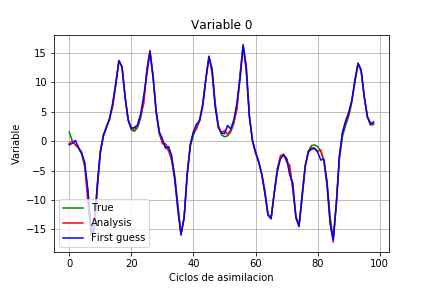 Variable 0
Variable
15
10
5
0
−5
−10
−15
True
Analysis
First guess
0
20
40
60
80
100
Ciclos de asimilacion